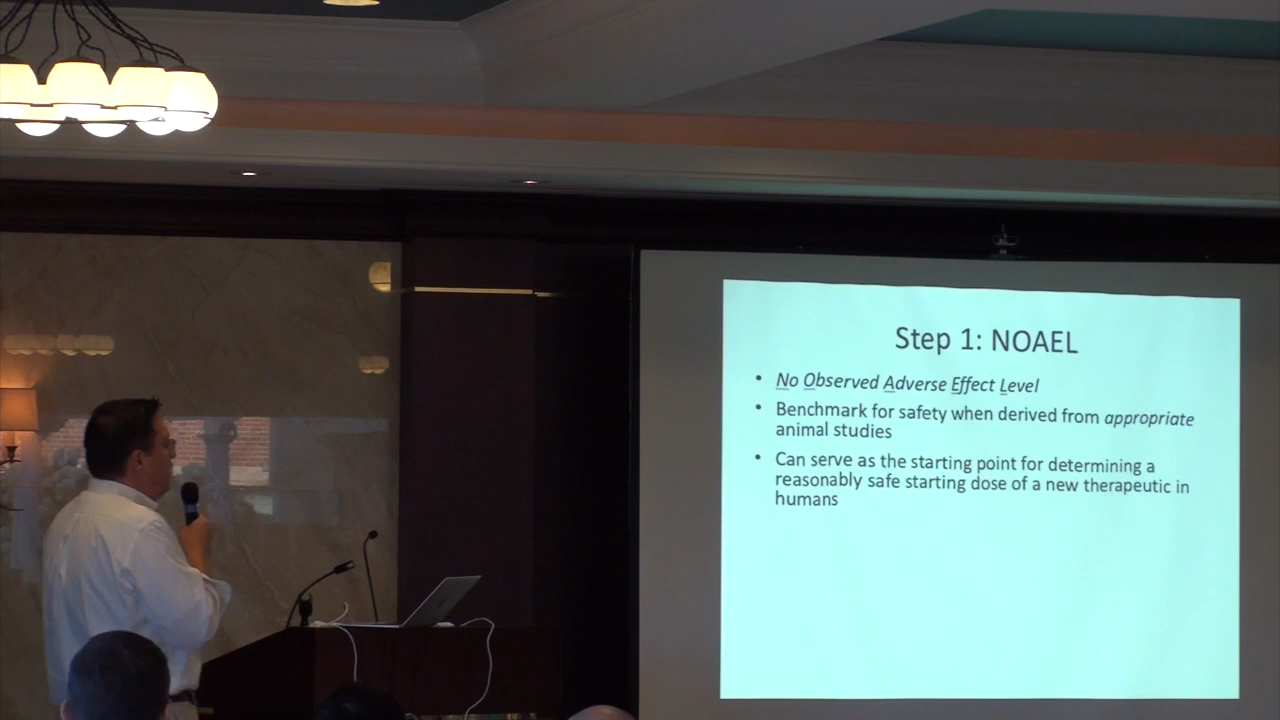 Step 1: NOAEL
• No Observed Adverse Effect Level
• Benchmark for safety when derived from appropriate
animal studies
• Can serve as the starting point for determining a
reasonably safe starting dose of a new therapeutic in
humans